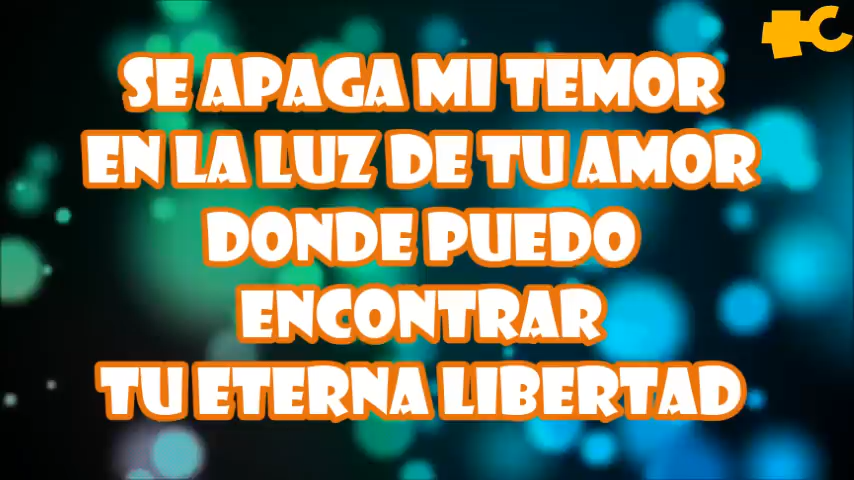 SE APAGA MI TEMOR
EN LA LUZ DE TU AMOR
DONDE PUEDO
ENCONTRAR
TU ETERNA LIBERTAD